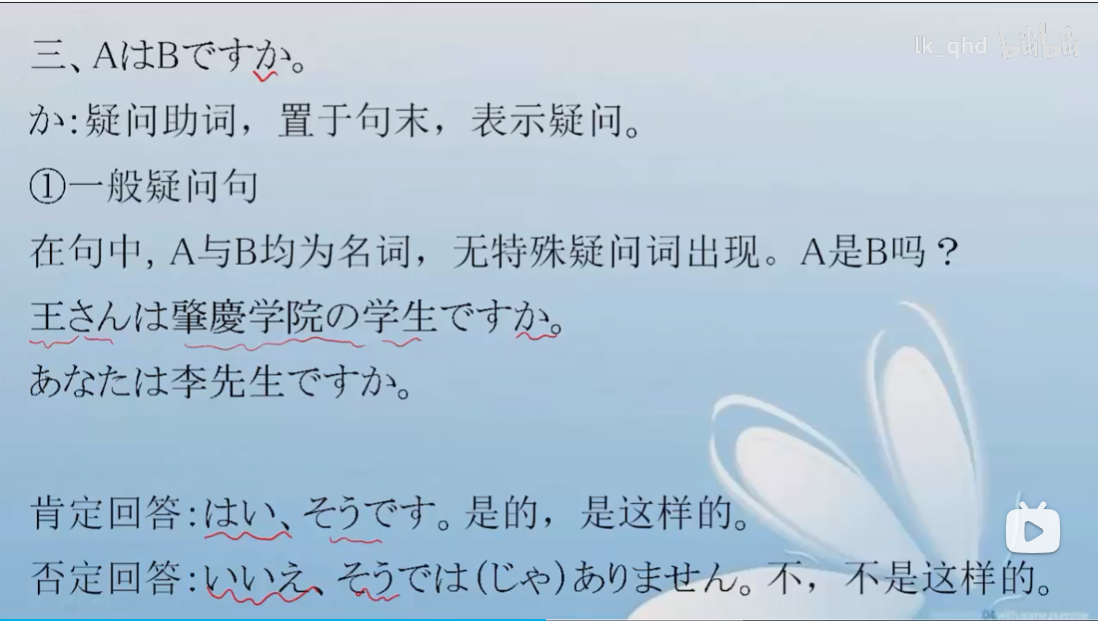 三、AはBですか。
lk_qhd
か:疑问助词，置于句末，表示疑问。
①一般疑问句
在句中, A与B均为名词，无特殊疑问词出现。A是B吗？
王さんは肇慶学院の学生ですか。
あなたは李先生ですか。
肯定回答:はい、そうです。是的，是这样的。
否定回答:いいえ、そうでは(じゃ)ありません。不，不是这样的。